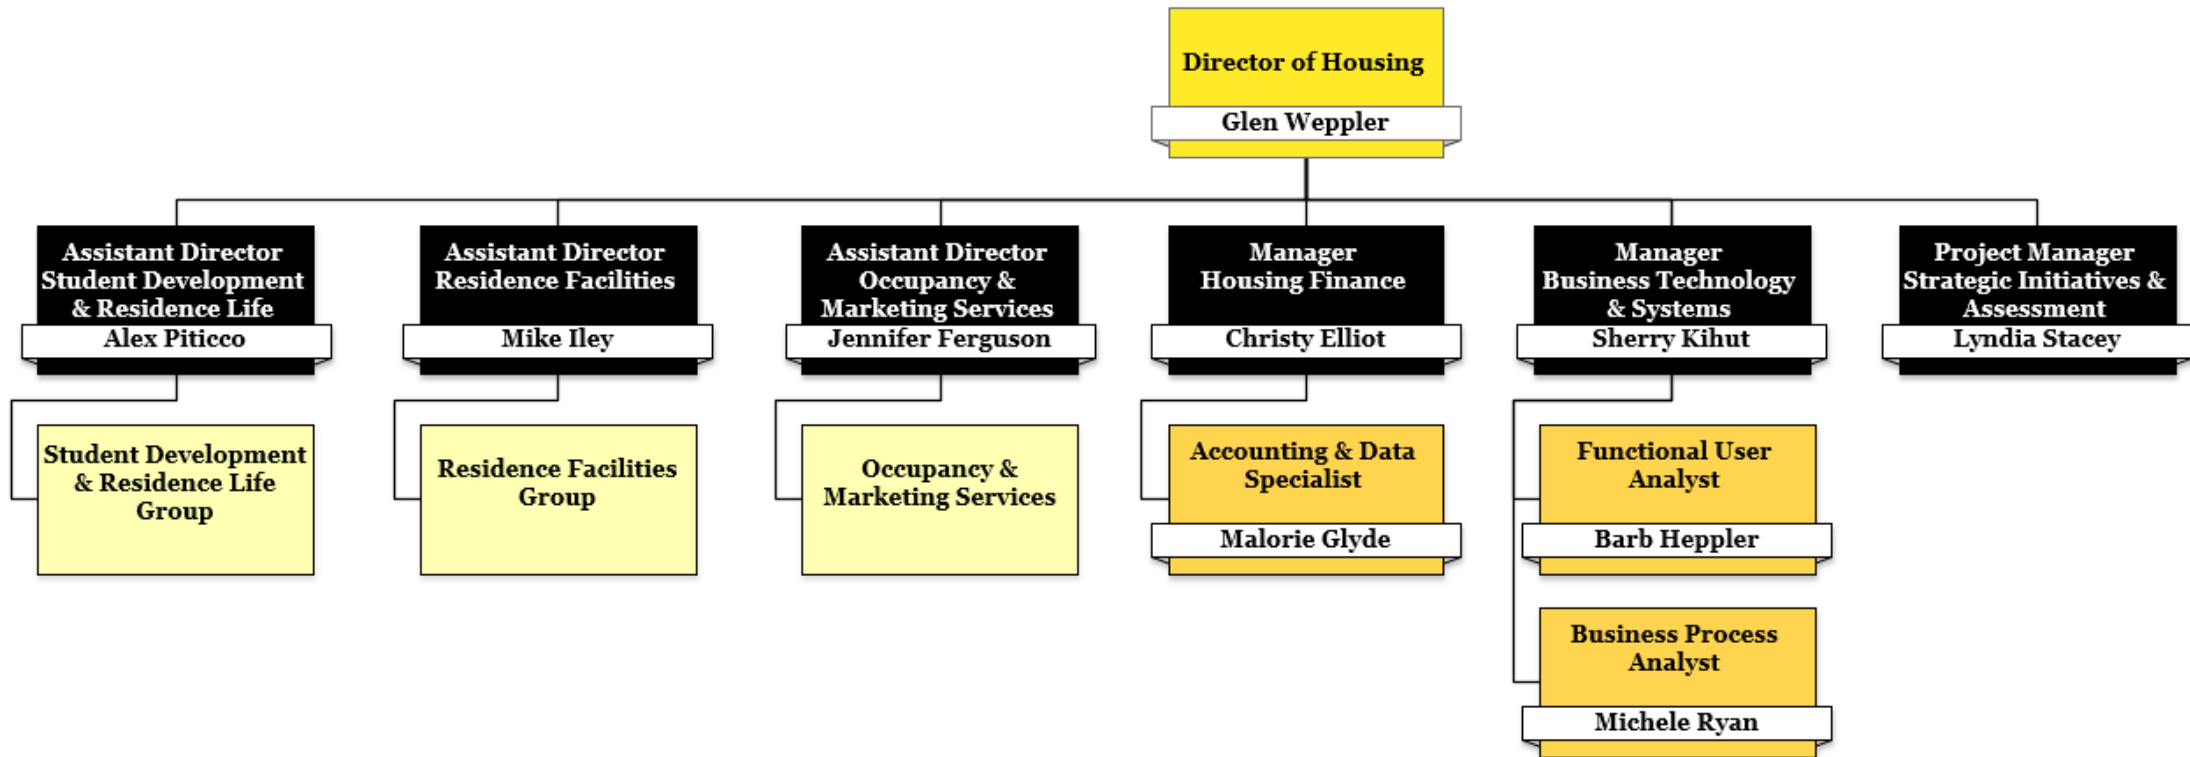 Director of Housing
Glen Weppler
Assistant Director
Student Development
& Residence Life
Alex Piticco
Assistant Director
Residence Facilities
Mike Iley
Assistant Director
Occupancy &
Marketing Services
Jennifer Ferguson
Manager
Housing Finance
Christy Elliot
Manager
Business Technology
& Systems
Sherry Kihut
Project Manager
Strategic Initiatives &
Assessment
Lyndia Stacey
Student Development
& Residence Life
Group
Residence Facilities
Group
Occupancy &
Marketing Services
Accounting & Data
Specialist
Malorie Glyde
Functional User
Analyst
Barb Heppler
Business Process
Analyst
Michele Ryan